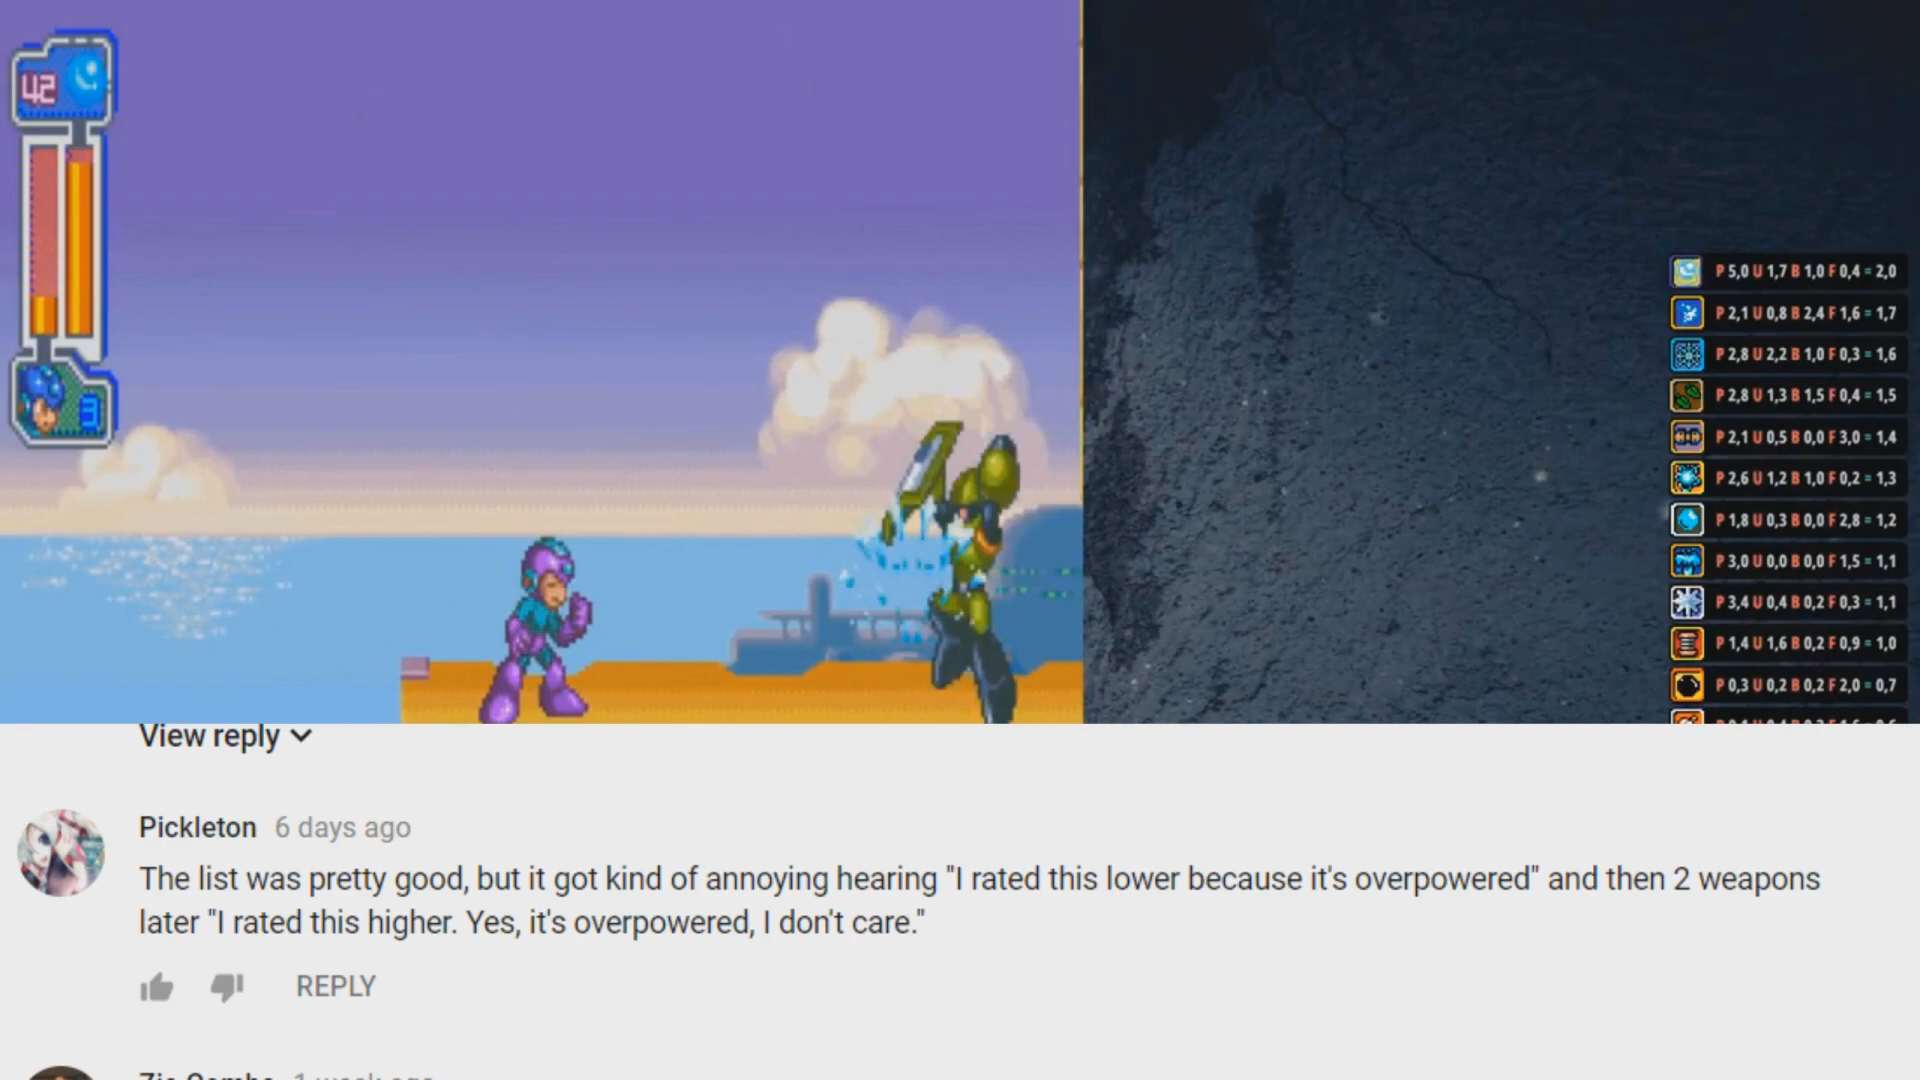 42
3
P 5,0 U 1,7 B 1,0 F 0,4 = 2,0
P 2,1 U 0,8 B 2,4 F 1,6 = 1,7
P 2,8 U 2,2 B 1,0 F 0,3 = 1,6
P 2,8 U 1,3 B 1,5 F 0,4 = 1,5
P 2,1 U 0,5 B 0,0 F 3,0 = 1,4
P 2,6 U 1,2 B 1,0 F 0,2 = 1,3
P 1,8 U 0,3 B 0,0 F 2,8 = 1,2
P 3,0 U 0,0 B 0,0 F 1,5 = 1,1
P 3,4 U 0,4 B 0,2 F 0,3 = 1,1
P 1,4 U 1,6 B 0,2 F 0,9 = 1,0
P 0,3 U 0,2 B 0,2 F 2,0 = 0,7
View reply
Pickleton 6 days ago
The list was pretty good, but it got kind of annoying hearing "I rated this lower because it's overpowered" and then 2 weapons
later "I rated this higher. Yes, it's overpowered, I don't care."
REPLY
1 week ago